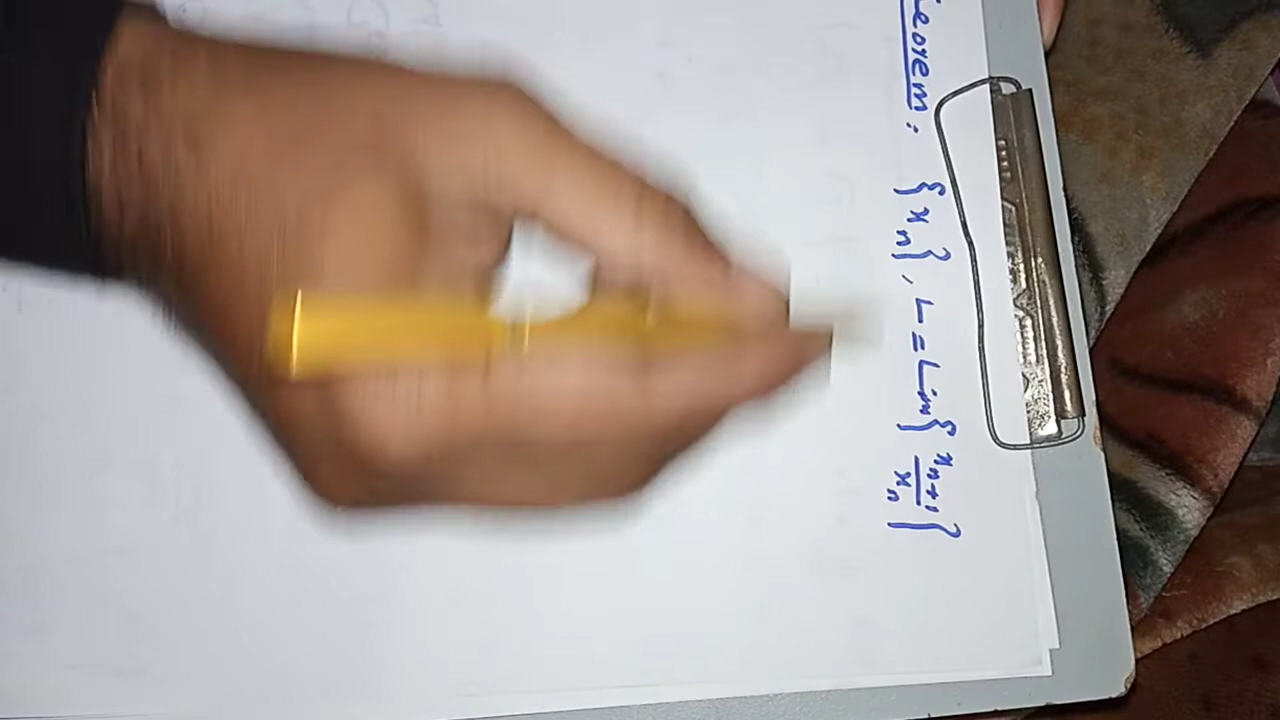 eorem: {xn}, L = Lim{xn+1/xn}